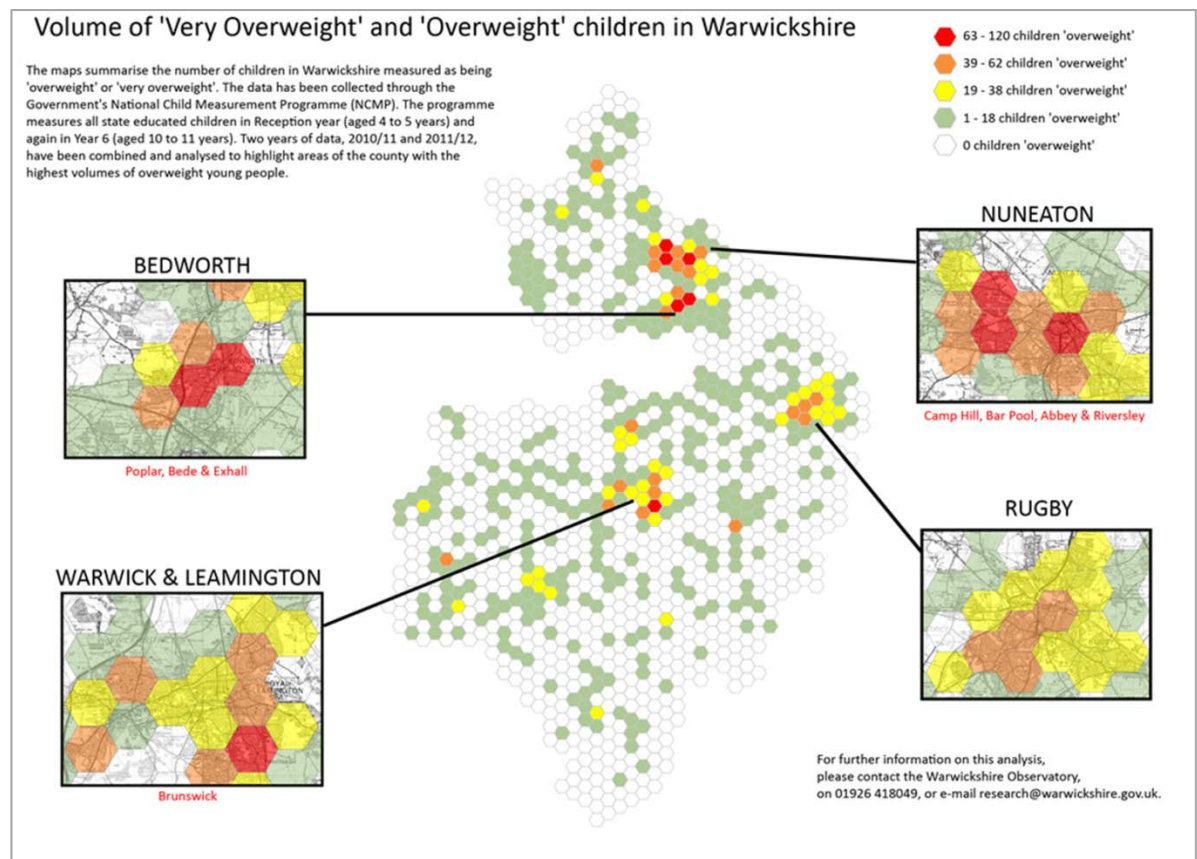 Volume of 'Very Overweight' and 'Overweight' children in Warwickshire
The maps summarise the number of children in Warwickshire measured as being
'overweight' or 'very overweight'. The data has been collected through the
Government's National Child Measurement Programme (NCMP). The programme
measures all state educated children in Reception year (aged 4 to 5 years) and
again in Year 6 (aged 10 to 11 years). Two years of data, 2010/11 and 2011/12,
have been combined and analysed to highlight areas of the county with the
highest volumes of overweight young people.
63 - 120 children 'overweight'
39 - 62 children 'overweight'
19 - 38 children 'overweight'
1 - 18 children 'overweight'
0 children 'overweight'
NUNEATON
Camp Hill, Bar Pool, Abbey & Riversley
BEDWORTH
Poplar, Bede & Exhall
RUGBY
WARWICK & LEAMINGTON
Brunswick
For further information on this analysis,
please contact the Warwickshire Observatory,
on 01926 418049, or e-mail research@warwickshire.gov.uk.